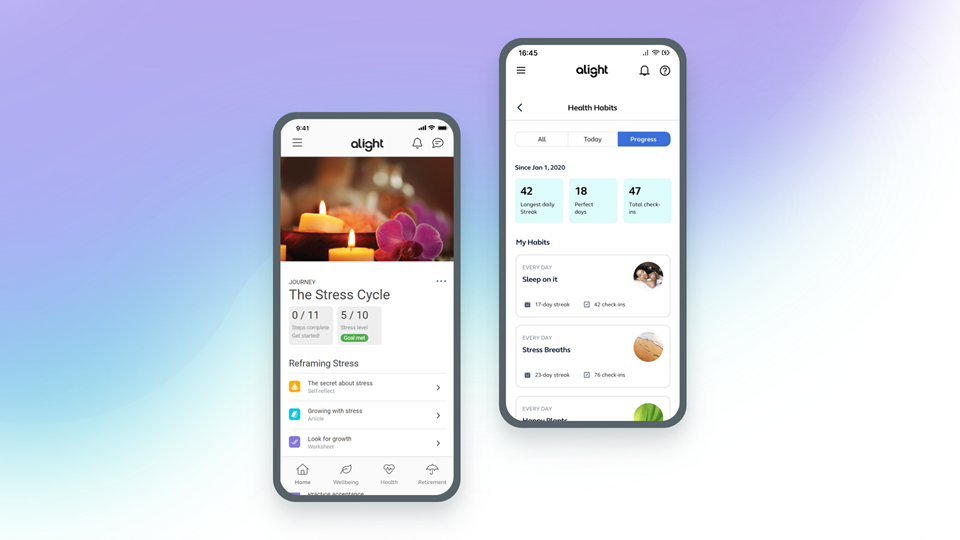 9:41
alight
JOURNEY
The Stress Cycle
0 / 11
Steps complete
Get started!
5 / 10
Stress level
Goal met
Reframing Stress
The secret about stress
Self-reflect
Growing with stress
Article
Look for growth
Worksheet
Home
Wellbeing
Health
Retirement
Practice acceptance
16:45
alight
Health Habits
All
Today
Progress
Since Jan 1, 2020
42
Longest daily
Streak
18
Perfect
days
47
Total check-
ins
My Habits
EVERY DAY
Sleep on it
17-day streak
42 check-ins
EVERY DAY
Stress Breaths
23-day streak
76 check-ins
EVERY DAY
Happy Plants